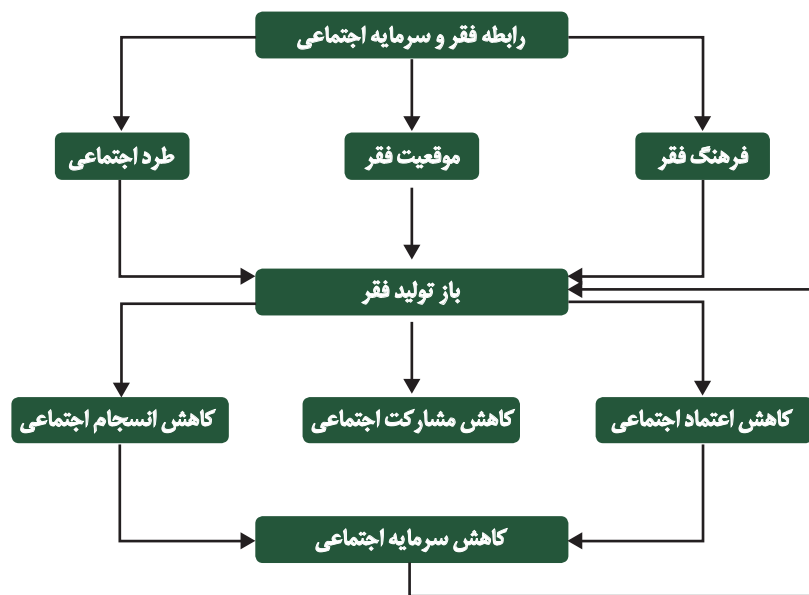 رابطه فقر و سرمایه اجتماعی
فرهنگ فقر
موقعیت فقر
طرد اجتماعی
باز تولید فقر
کاهش اعتماد اجتماعی
کاهش مشارکت اجتماعی
کاهش انسجام اجتماعی
کاهش سرمایه اجتماعی